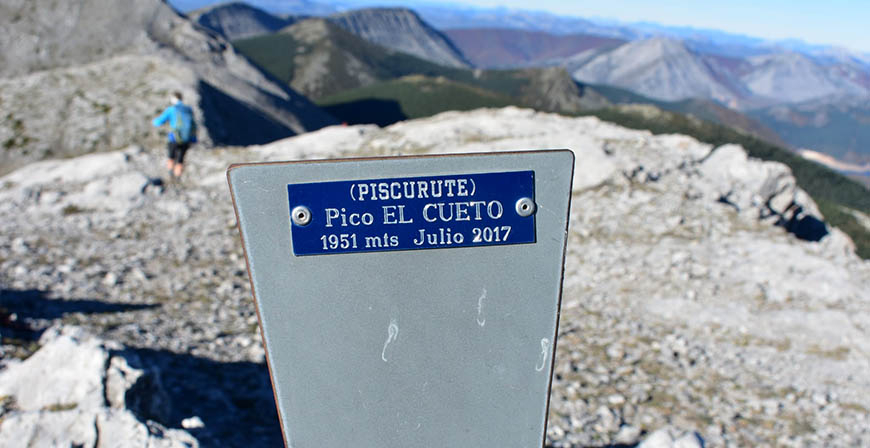 (PISCURUTE)
Pico EL CUETO
1951 mts Julio 2017